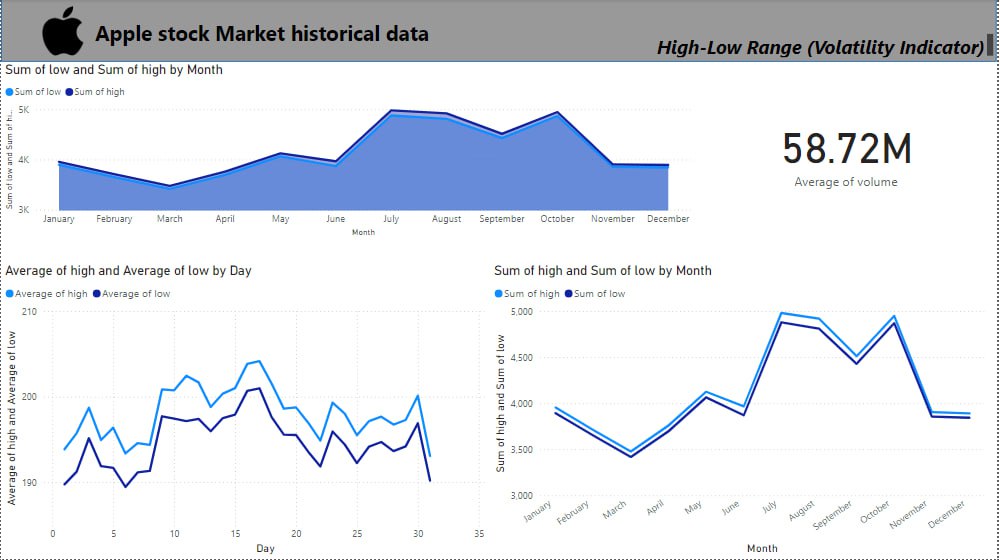 Apple stock Market historical data
High-Low Range (Volatility Indicator)
Sum of low and Sum of high by Month
Sum of low Sum of high
Sum of low and Sum of hi...
5K
4K
3K
January February March April May June July August September October November December
Month
58.72M
Average of volume
Average of high and Average of low by Day
Average of high Average of low
Average of high and Average of low
210
200
190
0 5 10 15 20 25 30 35
Day
Sum of high and Sum of low by Month
Sum of high Sum of low
Sum of high and Sum of low
5,000
4,500
4,000
3,500
3,000
January February March April May June July August September October November December
Month